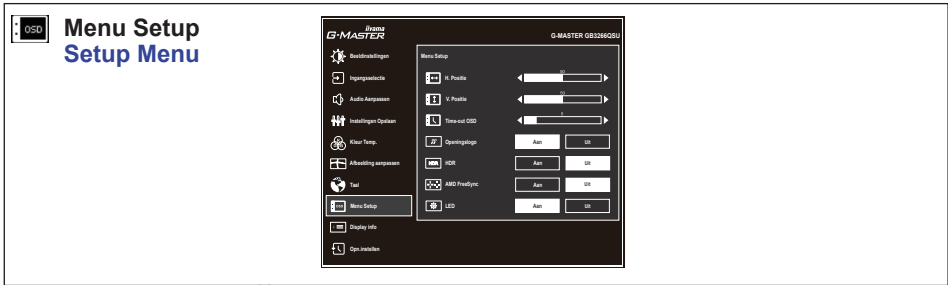 OSD
Menu Setup
Setup Menu
iiyama
G-MASTER
G-MASTER GB3266QSU
Beeldinstellingen
Ingangsselectie
Audio Aanpassen
Instellingen Opslaan
Kleur Temp.
Afbeelding aanpassen
Taal
OSD Menu Setup
Display info
Opn.instellen
Menu Setup
H. Positie 50
V. Positie 50
Time-out OSD
Openingslogo Aan Uit
HDR HDR Aan Uit
AMD FreeSync Aan Uit
LED Aan Uit